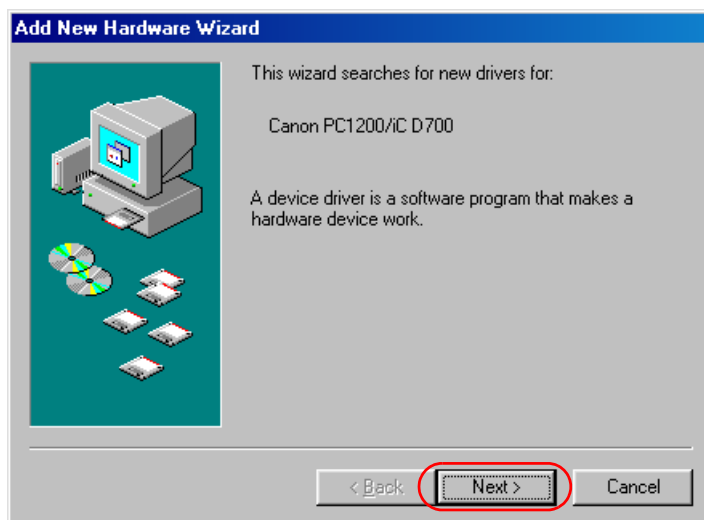 Add New Hardware Wizard
This wizard searches for new drivers for:
Canon PC1200/iC D700
A device driver is a software program that makes a
hardware device work.
< Back
Next >
Cancel